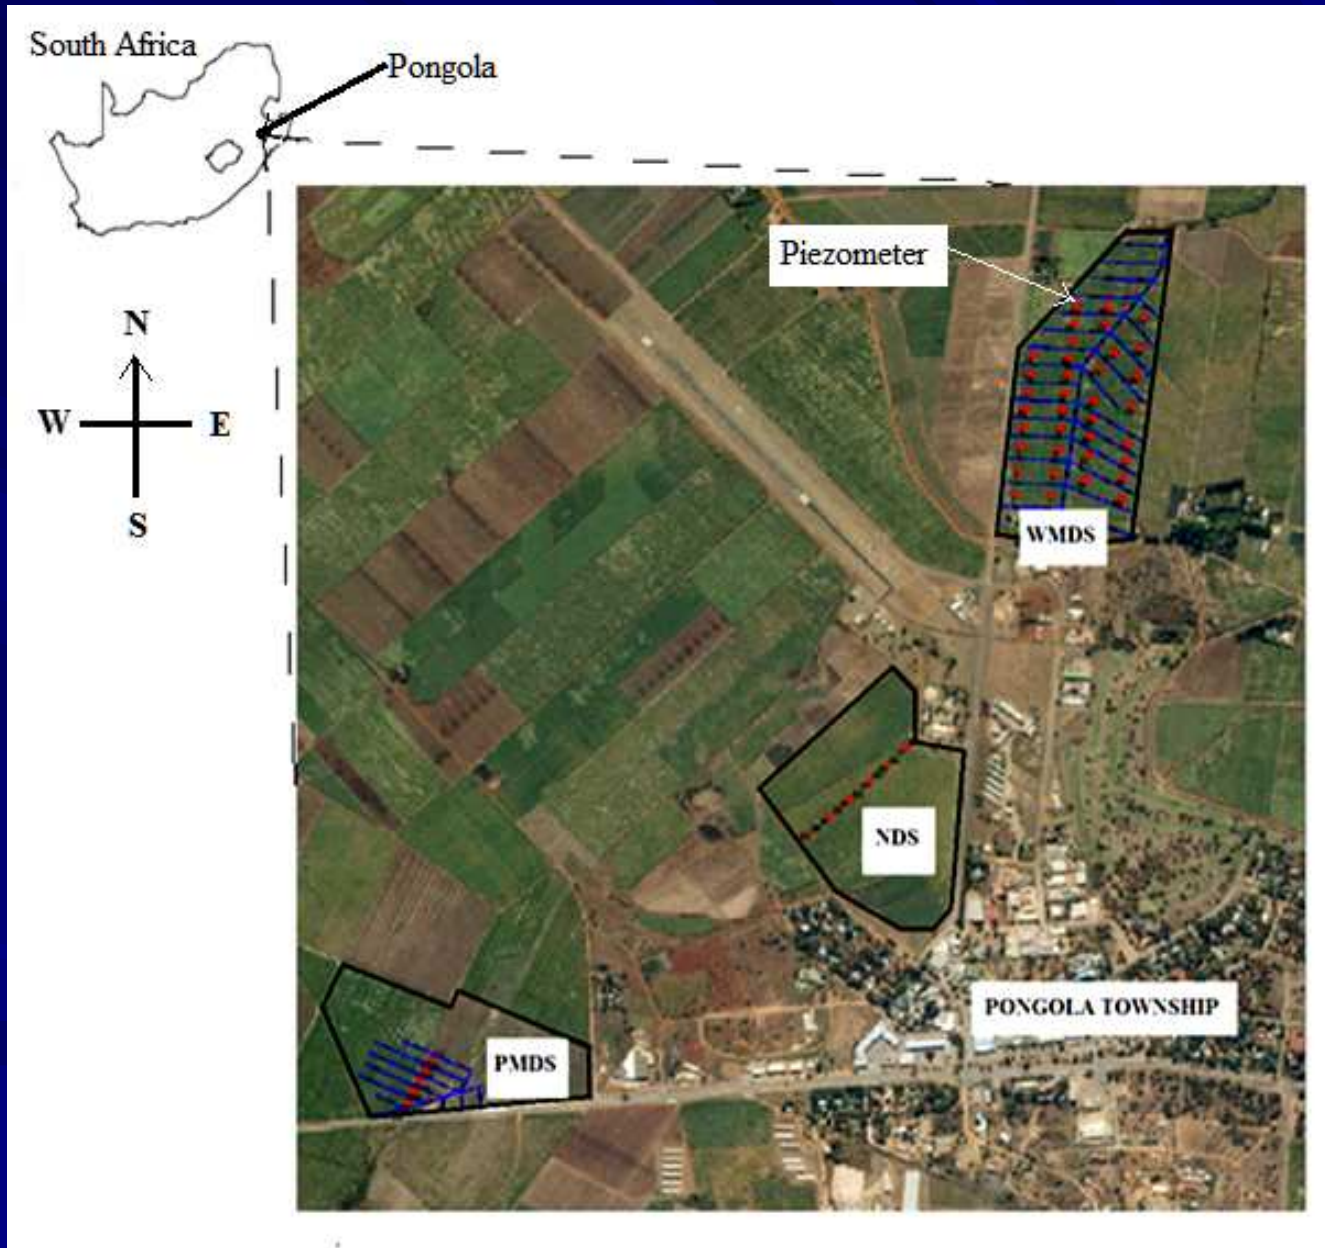 South Africa
Pongola
Piezometer
N
W
E
S
WMDS
NDS
PONGOLA TOWNSHIP
PMDS